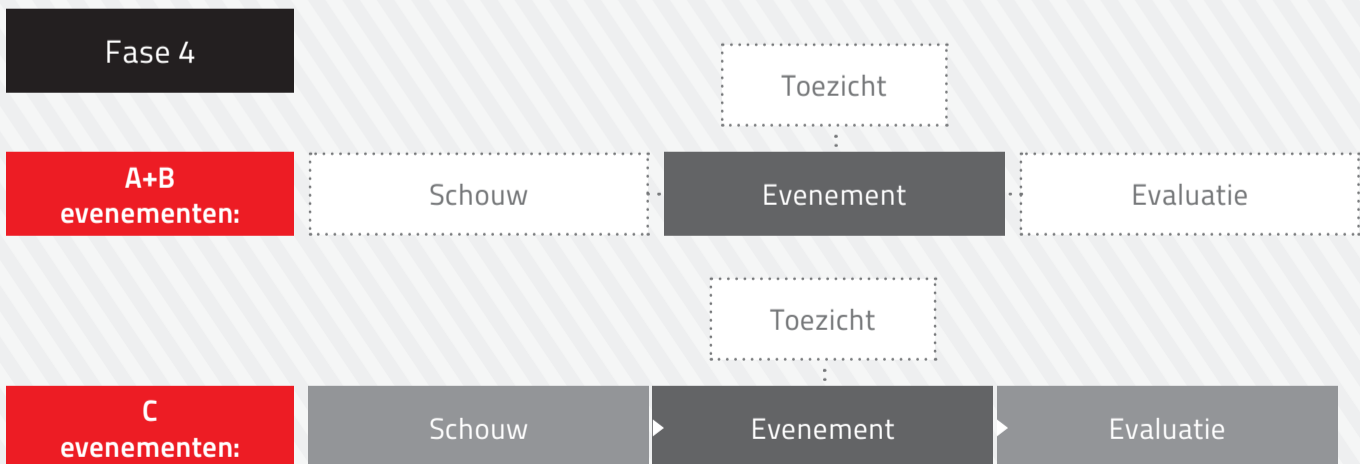 Fase 4
Toezicht
A+B
evenementen:
Schouw
Evenement
Evaluatie
Toezicht
C
evenementen:
Schouw
Evenement
Evaluatie